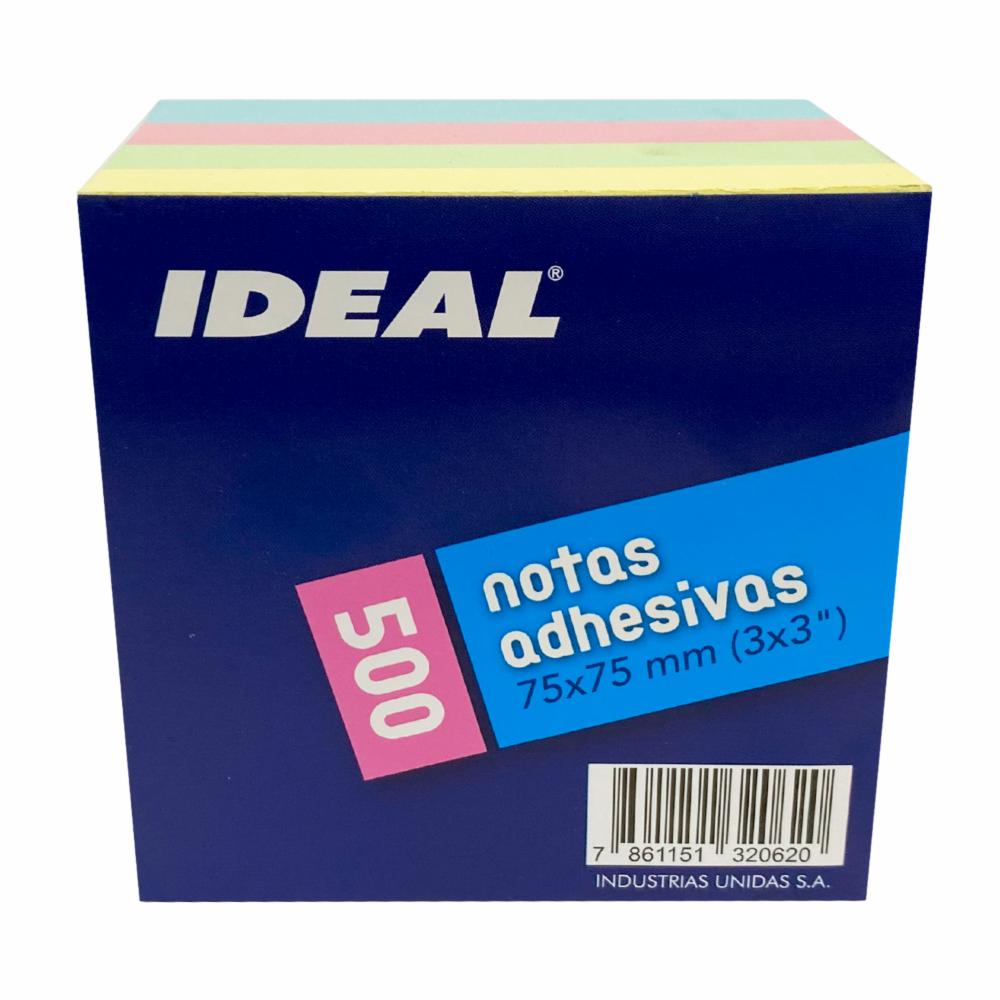 IDEAL®
500
notas
adhesivas
75x75 mm (3x3")
7 861151 320620
INDUSTRIAS UNIDAS S.A.